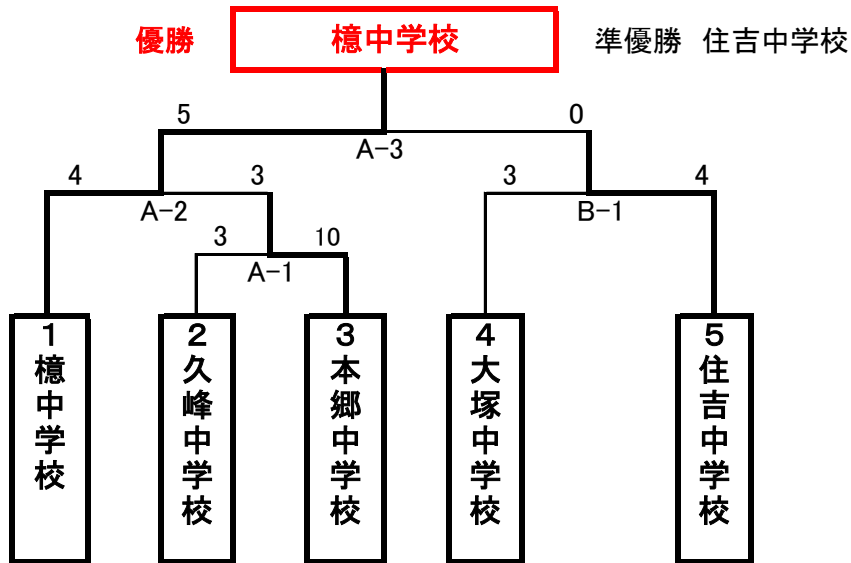 優勝 檍中学校 準優勝 住吉中学校
5 0
A-3
4 3 3 4
A-2 B-1
3 10
A-1
1 2 3 4 5
檍中学校
久峰中学校
本郷中学校
大塚中学校
住吉中学校